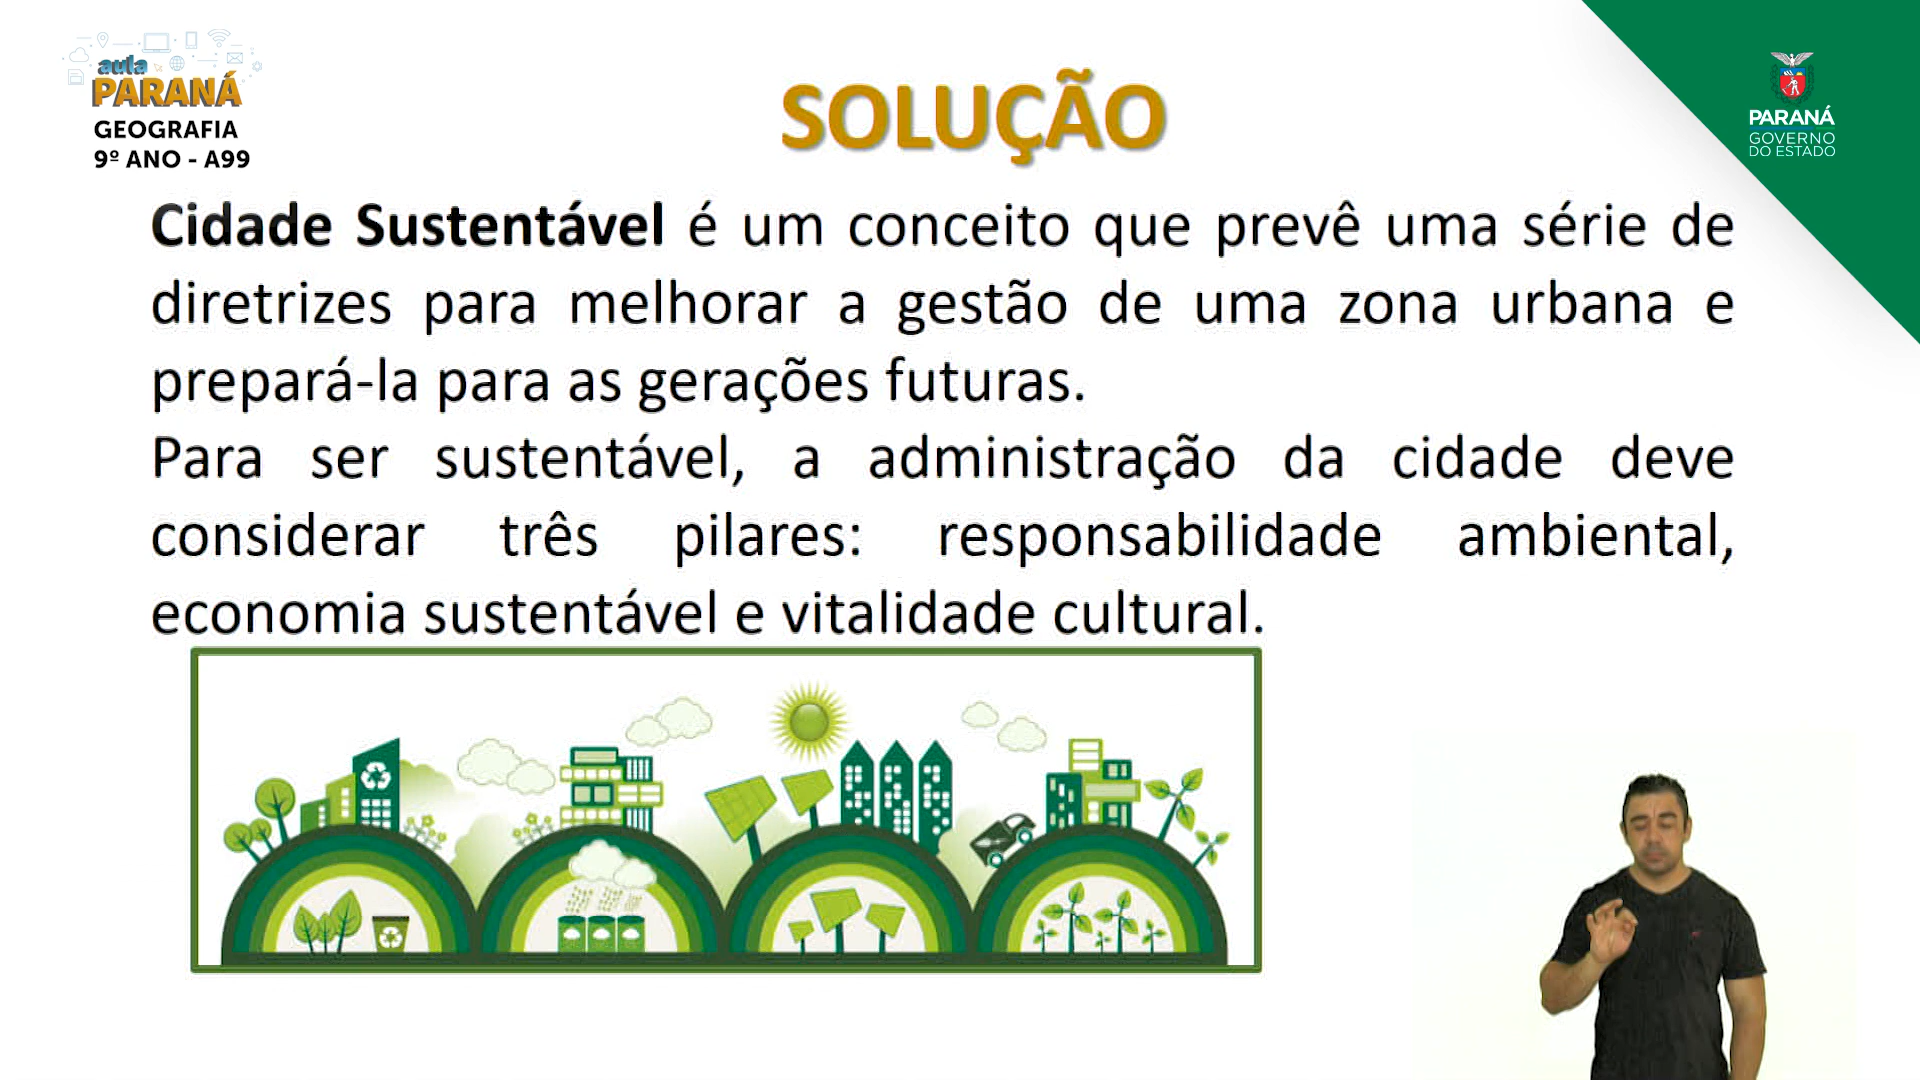 aula
PARANÁ
GEOGRAFIA
9º ANO - A99
SOLUÇÃO
PARANÁ
GOVERNO
DO ESTADO
Cidade Sustentável é um conceito que prevê uma série de
diretrizes para melhorar a gestão de uma zona urbana e
prepará-la para as gerações futuras.
Para ser sustentável, a administração da cidade deve
considerar três pilares: responsabilidade ambiental,
economia sustentável e vitalidade cultural.